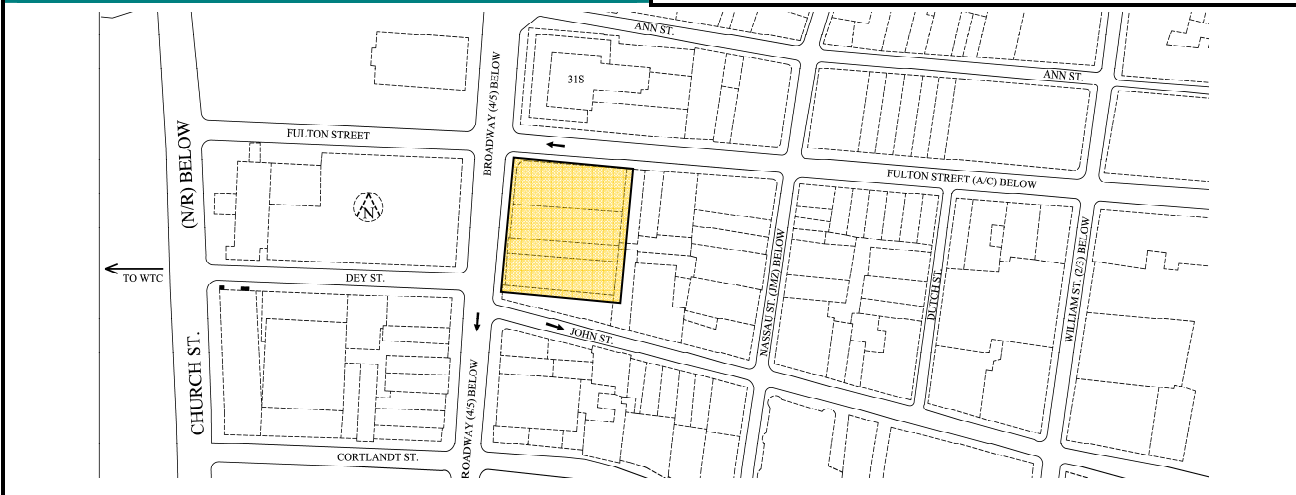 ANN ST.
ANN ST.
31S
BROADWAY (4/5) BELOW
FULTON STREET
(N/R) BELOW
FULTON STREET (A/C) BELOW
N
TO WTC
DEY ST.
NASSAU ST. (JMZ) BELOW
DUTCH ST.
WILLIAM ST. (2/3) BELOW
JOHN ST.
CHURCH ST.
ROADWAY (4/5) BELOW
CORTLANDT ST.